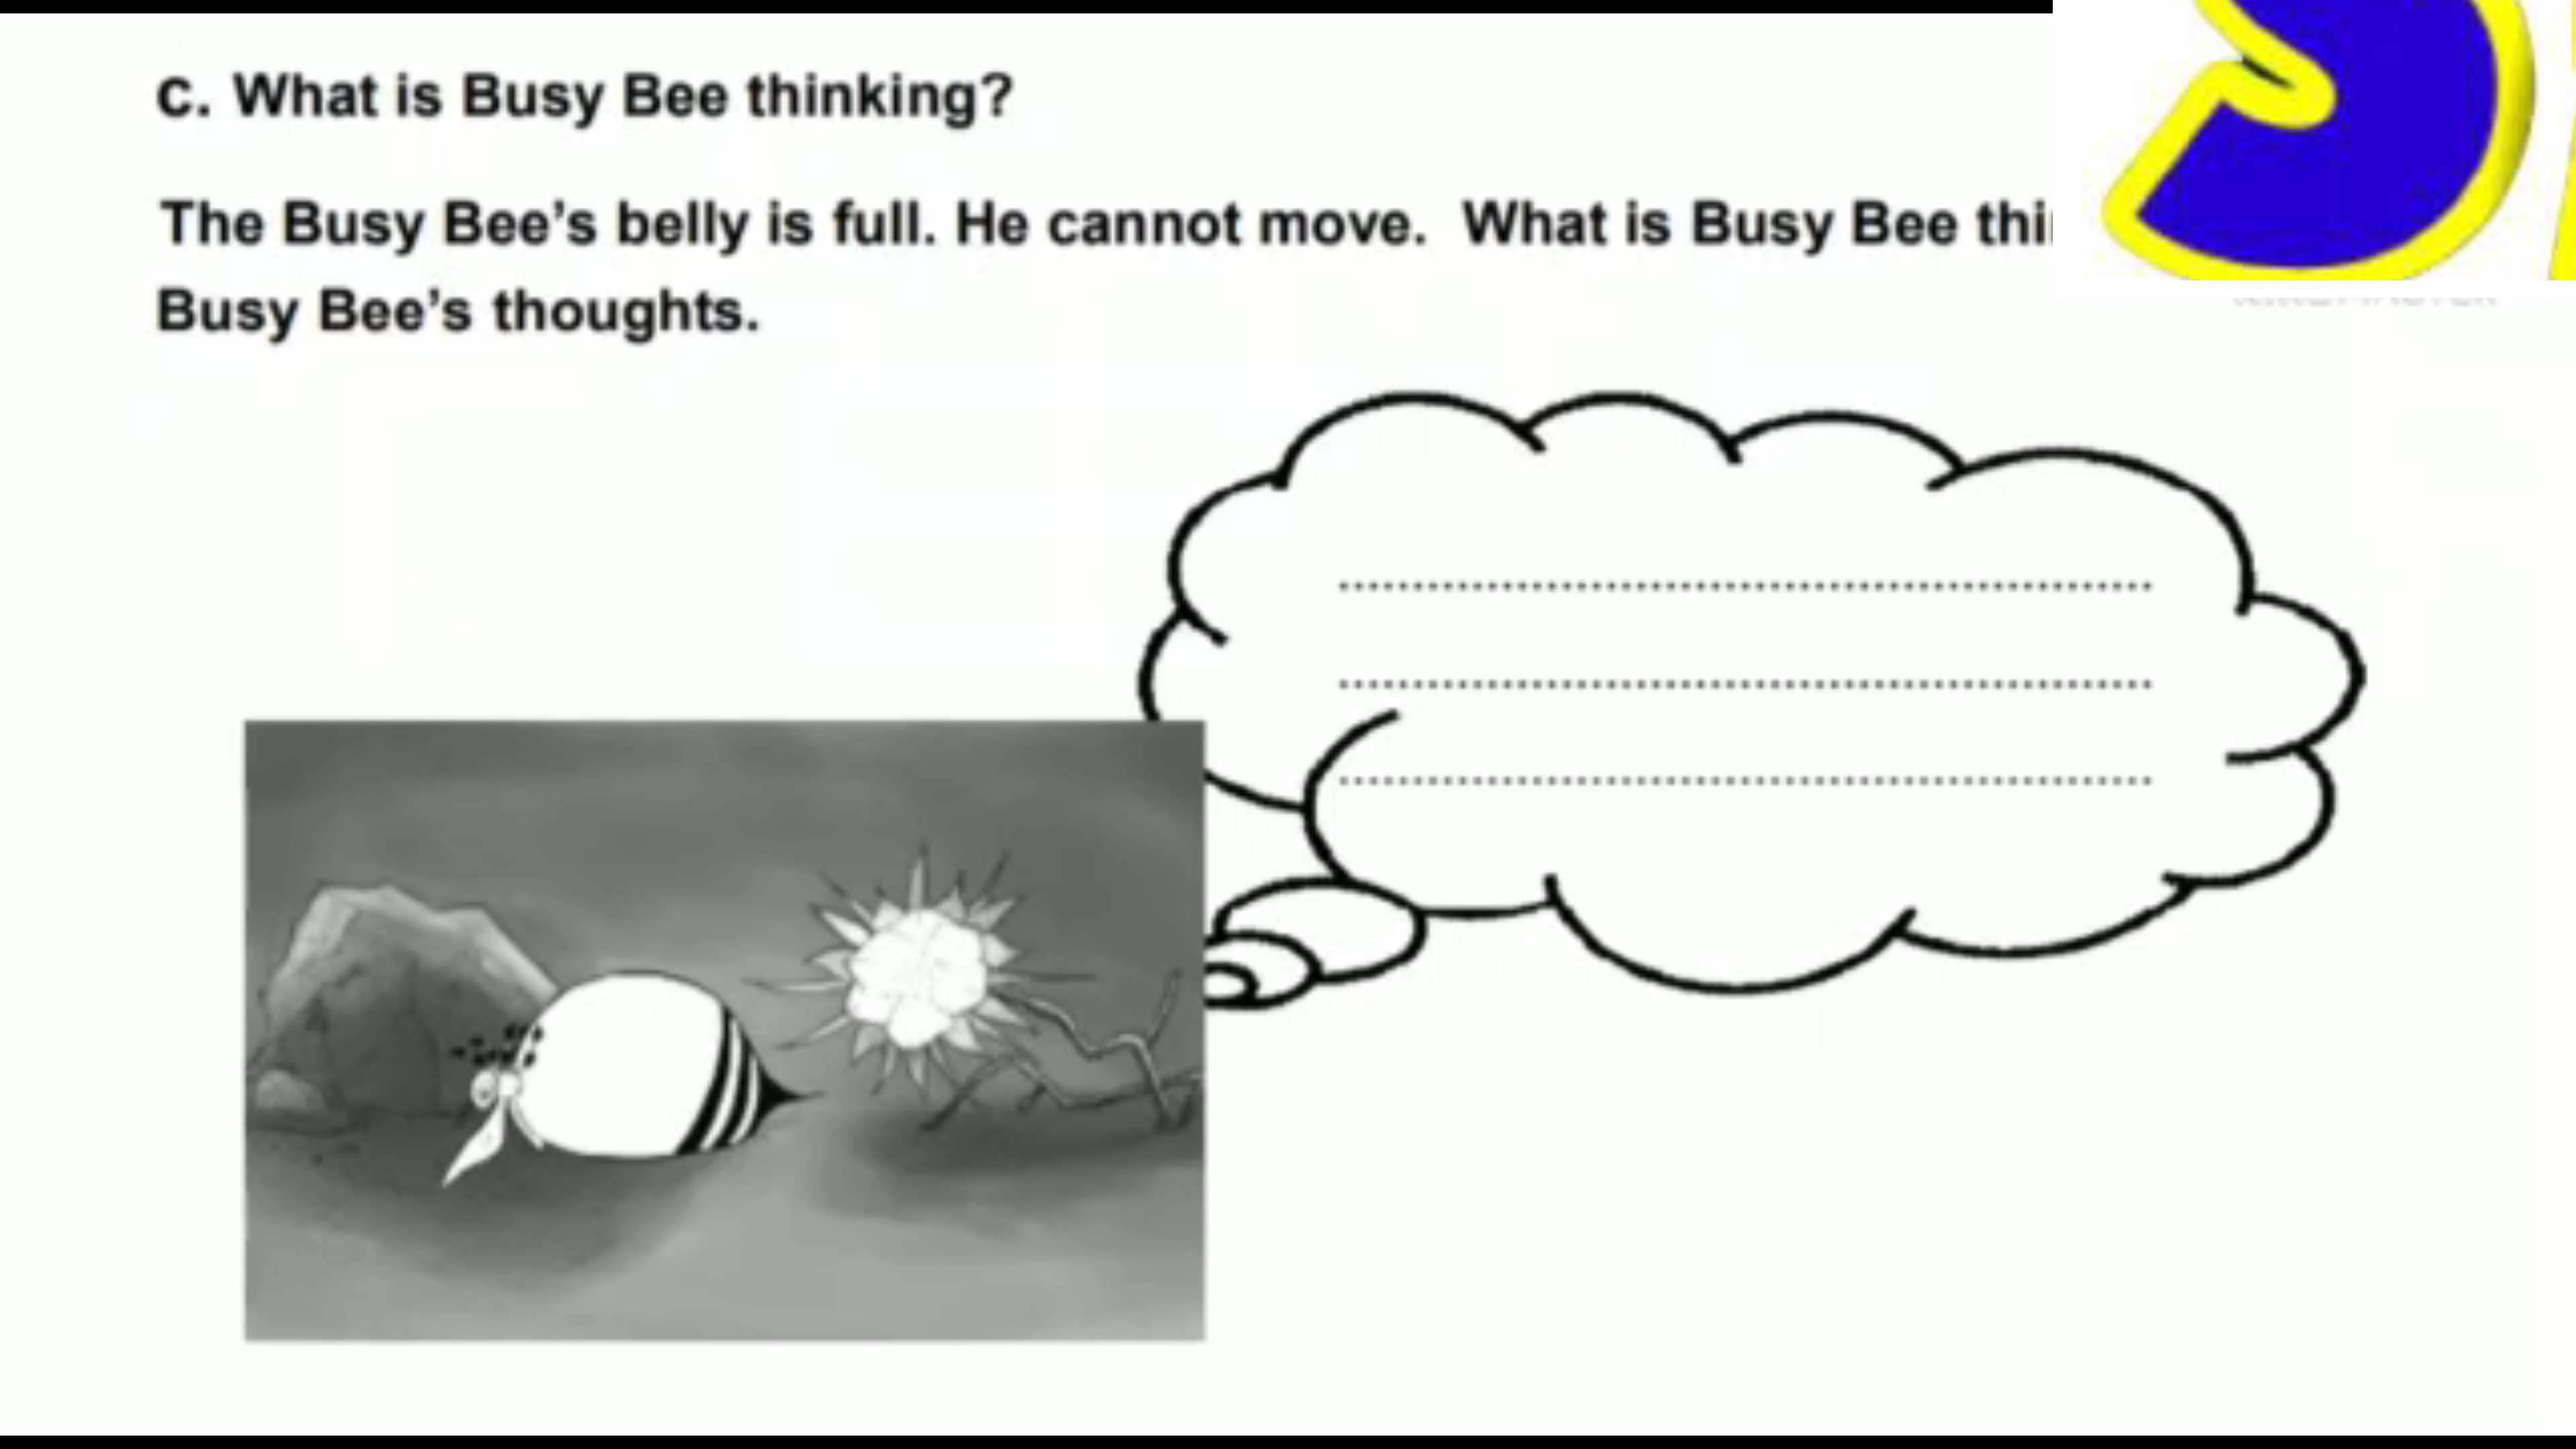 C. What is Busy Bee thinking?
The Busy Bee’s belly is full. He cannot move. What is Busy Bee
Busy Bee’s thoughts.